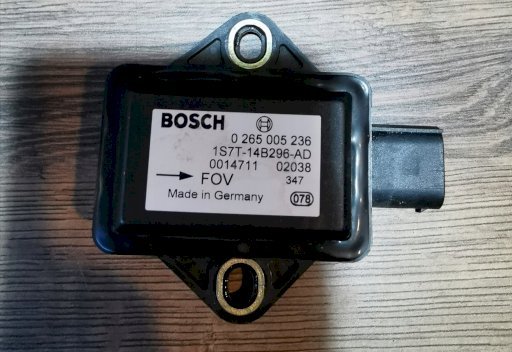 BOSCH
0 265 005 236
1S7T-14B296-AD
0014711 02038
FOV 347
Made in Germany 078